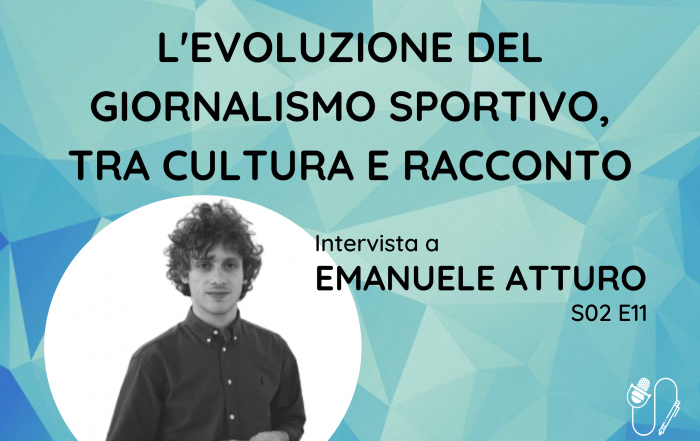 L'EVOLUZIONE DEL
GIORNALISMO SPORTIVO,
TRA CULTURA E RACCONTO
Intervista a
EMANUELE ATTURO
S02 E11